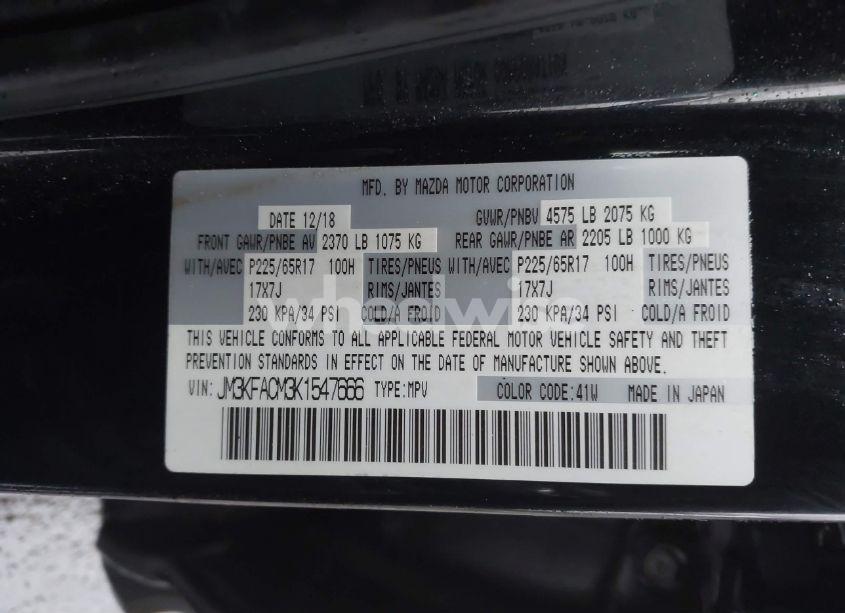 MFD. BY MAZDA MOTOR CORPORATION
DATE 12/18 GVWR/PNBV 4575 LB 2075 KG
FRONT GAWR/PNBE AV 2370 LB 1075 KG REAR GAWR/PNBE AR 2205 LB 1000 KG
WITH/AVEC P225/65R17 100H TIRES/PNEUS WITH/AVEC P225/65R17 100H TIRES/PNEUS
17X7J RIMS/JANTES 17X7J RIMS/JANTES
230 KPA/34 PSI COLD/A FROID 230 KPA/34 PSI COLD/A FROID
THIS VEHICLE CONFORMS TO ALL APPLICABLE FEDERAL MOTOR VEHICLE SAFETY AND THEFT
PREVENTION STANDARDS IN EFFECT ON THE DATE OF MANUFACTURE SHOWN ABOVE.
VIN: JM3KFACM3K1547666 TYPE:MPV COLOR CODE:41W MADE IN JAPAN